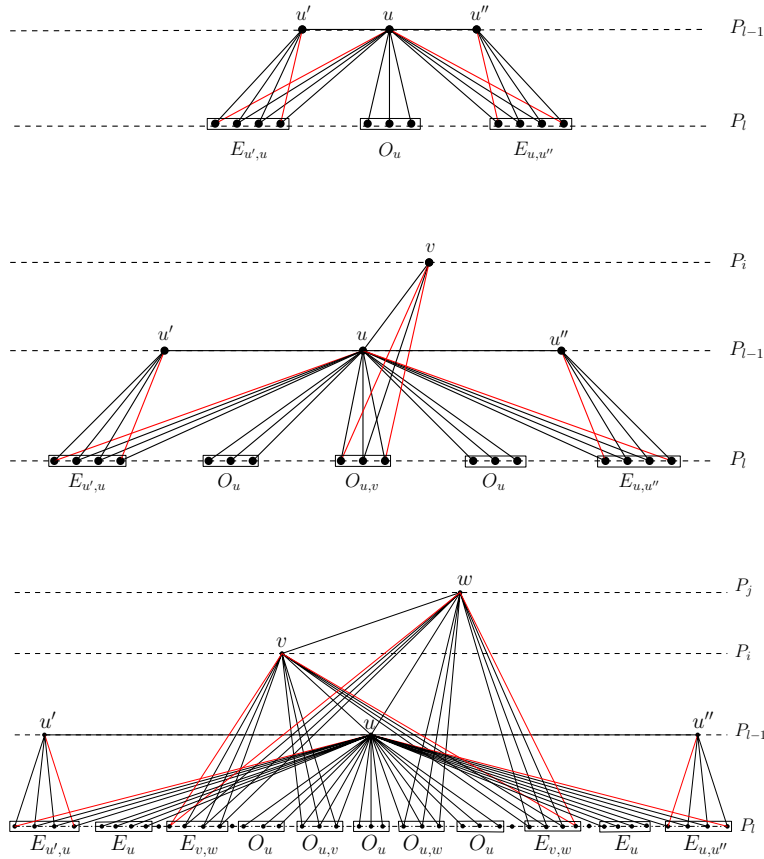 u′ u u″ P_{l−1}
P_l
E_{u′,u} O_u E_{u,u″}
v
P_i
u′ u u″
P_{l−1}
P_l
E_{u′,u} O_u O_{u,v} O_u E_{u,u″}
w
P_j
v
P_i
u′ u u″
P_{l−1}
P_l
E_{u′,u} E_u E_{v,w} O_u O_{u,v} O_u O_{u,w} O_u E_{v,w} E_u E_{u,u″}